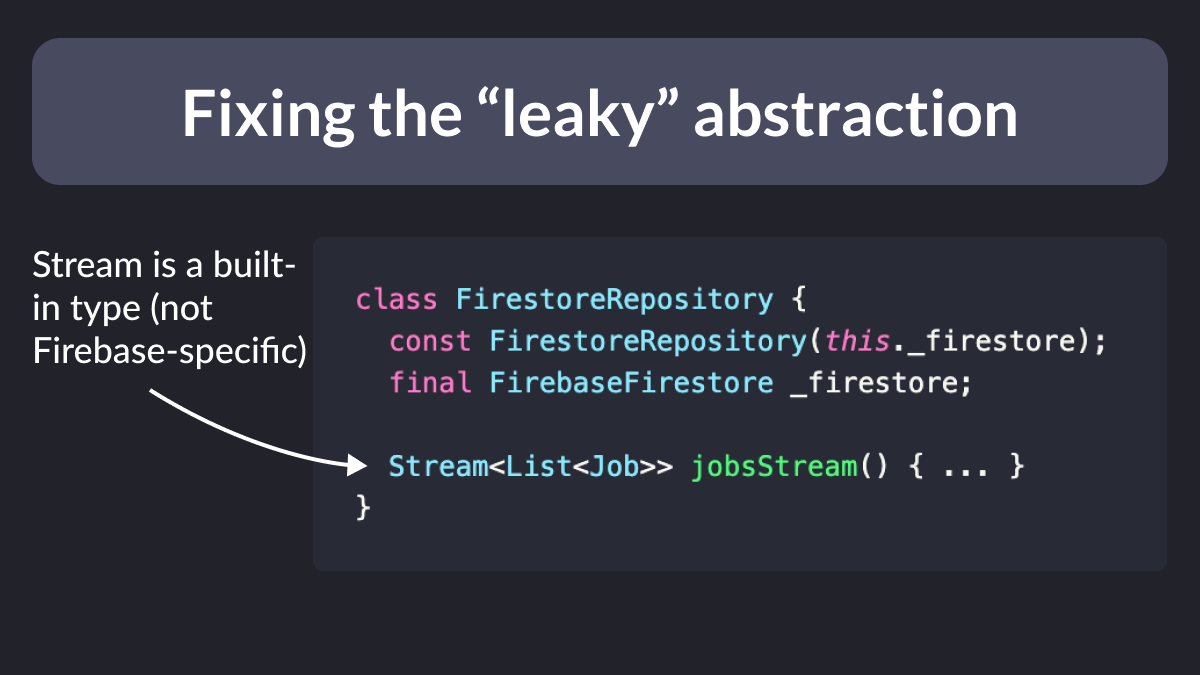 Fixing the “leaky” abstraction
Stream is a built-
in type (not
Firebase-specific)
class FirestoreRepository {
  const FirestoreRepository(this._firestore);
  final FirebaseFirestore _firestore;
  Stream<List<Job>> jobsStream() { ... }
}